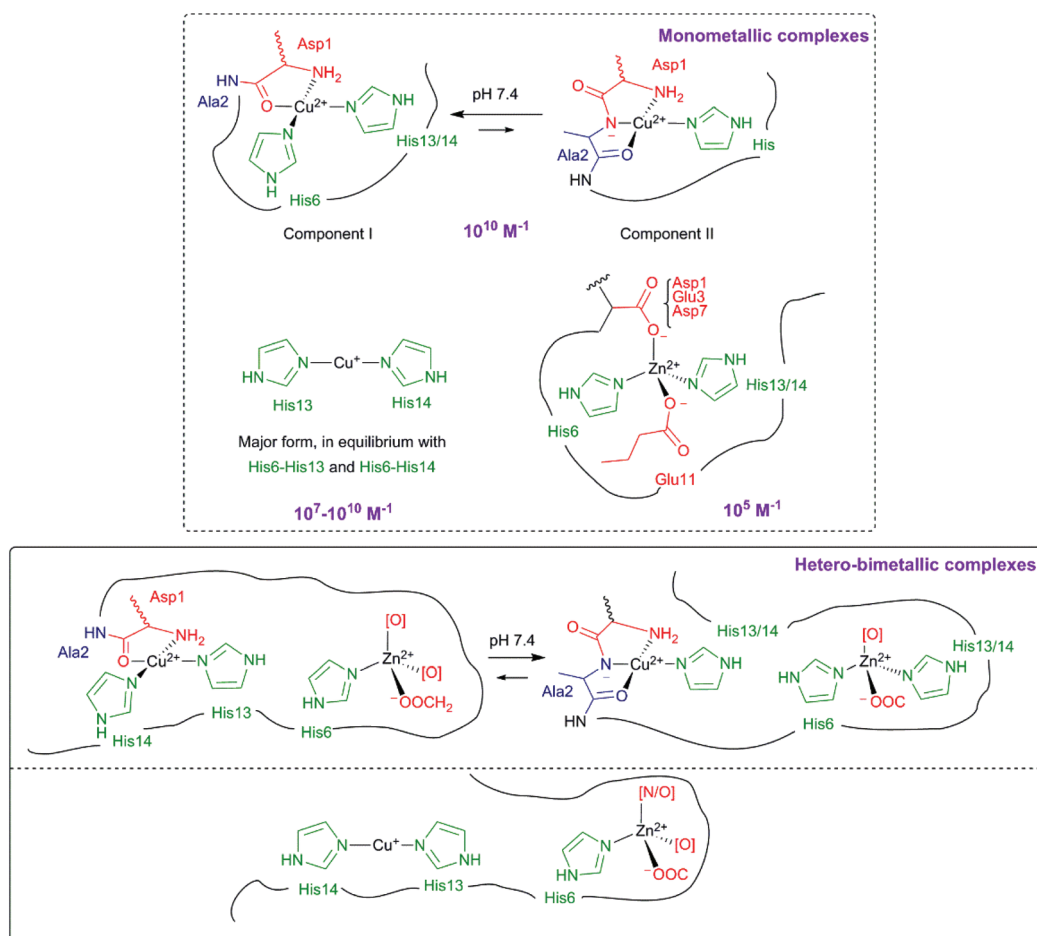 Monometallic complexes
Asp1
HN
NH₂
Ala2
O
Cu²⁺
N
NH
N
N
H
His13/14
His6
Component I
pH 7.4
10¹⁰ M⁻¹
Asp1
O
NH₂
N
−
Cu²⁺
N
NH
Ala2
O
HN
His
Component II
N
Cu⁺
N
HN
NH
His13
His14
Major form, in equilibrium with
His6-His13 and His6-His14
10⁷-10¹⁰ M⁻¹
O
Asp1
Glu3
Asp7
O
−
Zn²⁺
NH
N
N
HN
His13/14
O
−
His6
O
Glu11
10⁵ M⁻¹
Hetero-bimetallic complexes
Asp1
HN
NH₂
Ala2
O
Cu²⁺
N
NH
N
N
H
His13
His14
[O]
Zn²⁺
N
[O]
HN
⁻OOCH₂
His6
pH 7.4
O
NH₂
N
−
Cu²⁺
N
NH
Ala2
O
HN
His13/14
[O]
His13/14
Zn²⁺
N
N
HN
NH
⁻OOC
His6
[N/O]
N
Cu⁺
N
HN
NH
Zn²⁺
N
[O]
HN
⁻OOC
His14
His13
His6